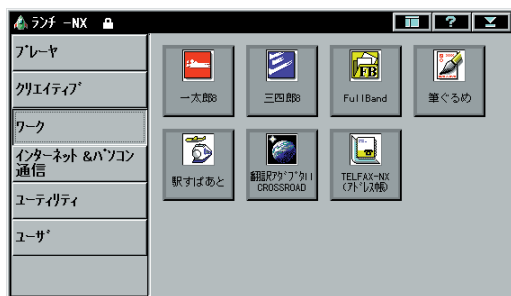 ﾗﾝﾁ -NX
?
ﾌﾟﾚｰﾔ
ｸﾘｴｲﾃｨﾌﾞ
ﾜｰｸ
ｲﾝﾀｰﾈｯﾄ &ﾊﾟｿｺﾝ
通信
ﾕｰﾃｨﾘﾃｨ
ﾕｰｻﾞ
一太郎8
三四郎8
FullBand
筆ぐるめ
駅すぱあと
翻訳ｱﾀﾞﾌﾟﾀII
CROSSROAD
TELFAX-NX
(ｱﾄﾞﾚｽ帳)